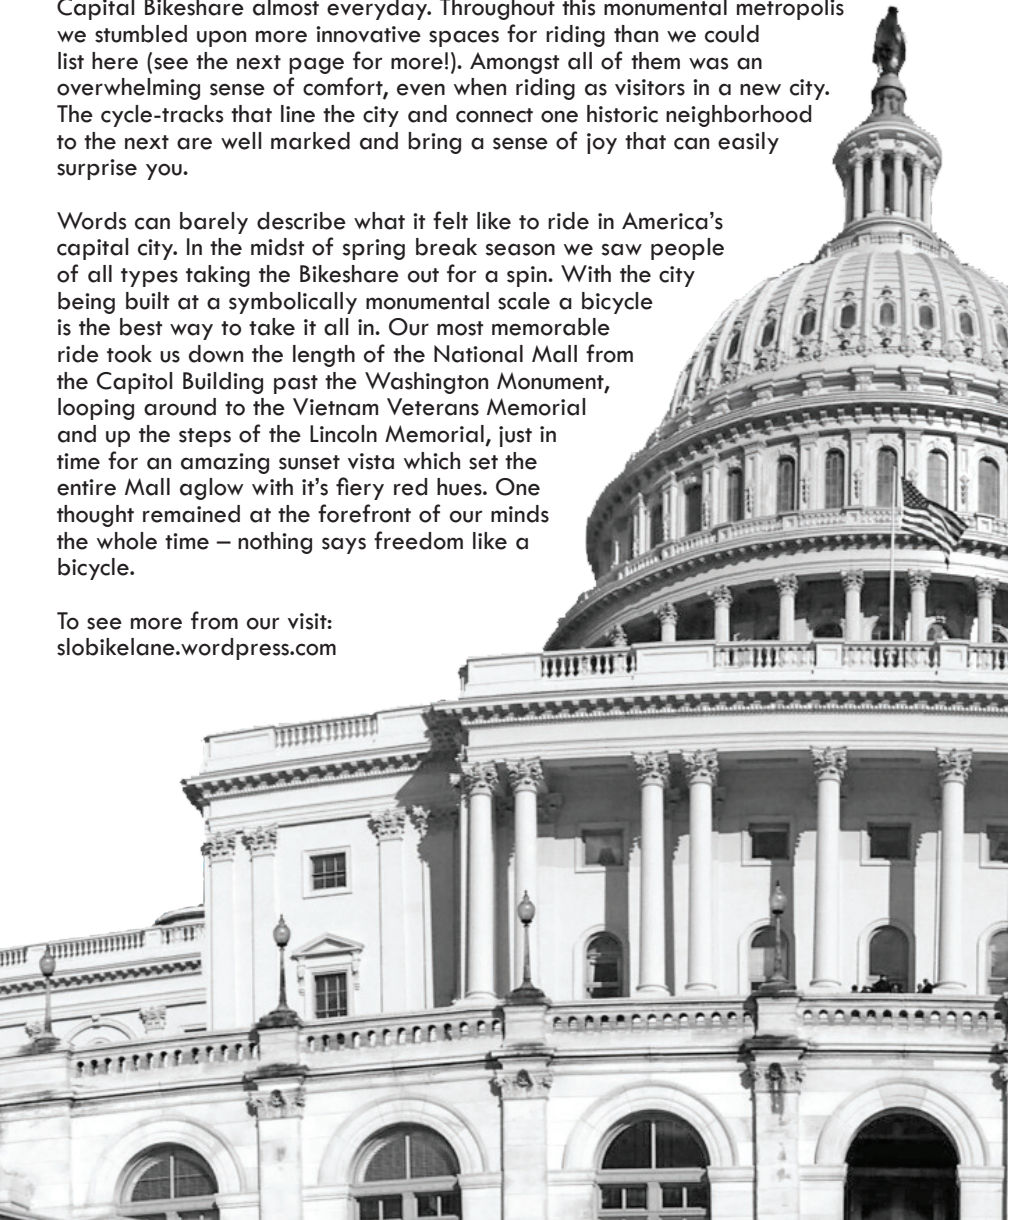 Capital Bikeshare almost everyday. Throughout this monumental metropolis
we stumbled upon more innovative spaces for riding than we could
list here (see the next page for more!). Amongst all of them was an
overwhelming sense of comfort, even when riding as visitors in a new city.
The cycle-tracks that line the city and connect one historic neighborhood
to the next are well marked and bring a sense of joy that can easily
surprise you.
Words can barely describe what it felt like to ride in America's
capital city. In the midst of spring break season we saw people
of all types taking the Bikeshare out for a spin. With the city
being built at a symbolically monumental scale a bicycle
is the best way to take it all in. Our most memorable
ride took us down the length of the National Mall from
the Capitol Building past the Washington Monument,
looping around to the Vietnam Veterans Memorial
and up the steps of the Lincoln Memorial, just in
time for an amazing sunset vista which set the
entire Mall aglow with it's fiery red hues. One
thought remained at the forefront of our minds
the whole time – nothing says freedom like a
bicycle.
To see more from our visit:
slobikelane.wordpress.com